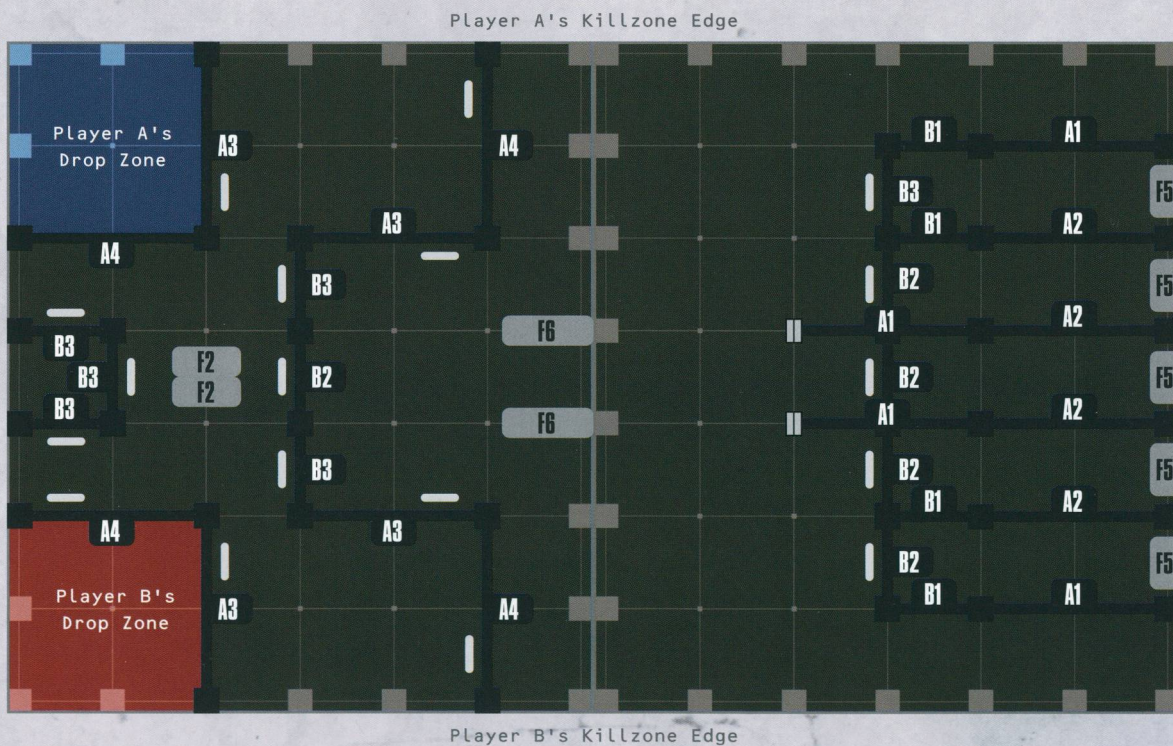 Player A's Killzone Edge
Player A's
Drop Zone
A3
A4
B1
A1
B3
F5
A3
B1
A2
A4
B3
B2
F5
B3
F6
A1
A2
F2
B3
B2
B2
F5
F2
B3
F6
A1
A2
B3
B2
F5
B1
A2
A4
A3
B2
F5
Player B's
Drop Zone
A3
A4
B1
A1
Player B's Killzone Edge